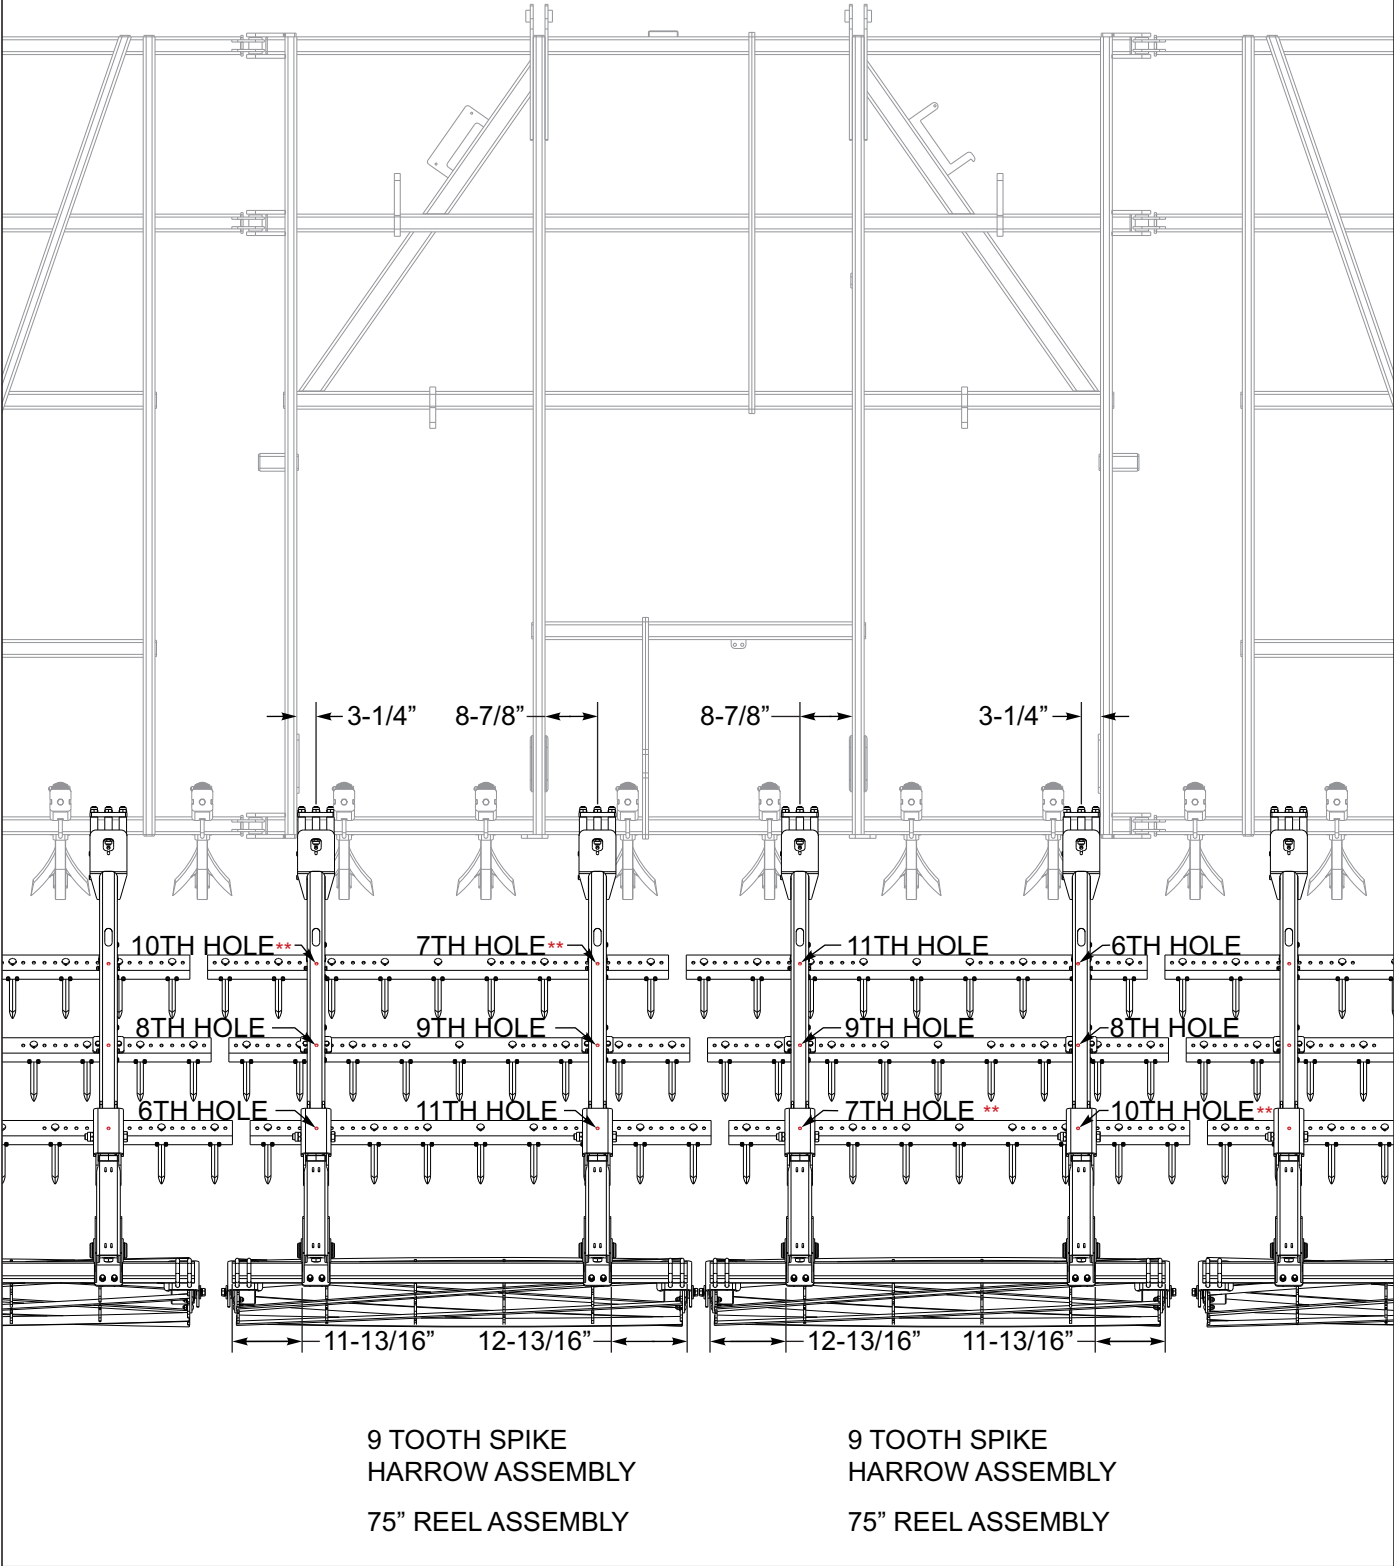 3-1/4” 8-7/8” 8-7/8” 3-1/4”
10TH HOLE** 7TH HOLE** 11TH HOLE 6TH HOLE
8TH HOLE 9TH HOLE 9TH HOLE 8TH HOLE
6TH HOLE 11TH HOLE 7TH HOLE ** 10TH HOLE**
11-13/16” 12-13/16” 12-13/16” 11-13/16”
9 TOOTH SPIKE
HARROW ASSEMBLY
75” REEL ASSEMBLY
9 TOOTH SPIKE
HARROW ASSEMBLY
75” REEL ASSEMBLY